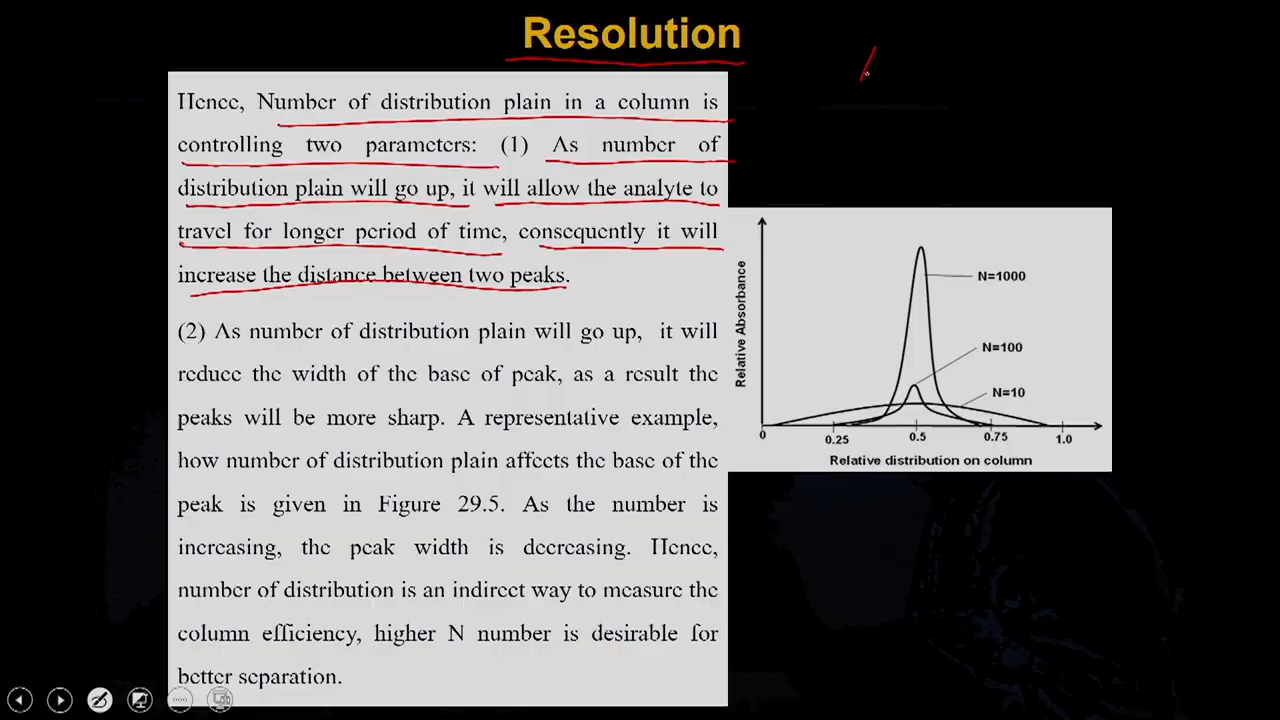 Resolution
Hence, Number of distribution plain in a column is
controlling two parameters: (1) As number of
distribution plain will go up, it will allow the analyte to
travel for longer period of time, consequently it will
increase the distance between two peaks.
(2) As number of distribution plain will go up, it will
reduce the width of the base of peak, as a result the
peaks will be more sharp. A representative example,
how number of distribution plain affects the base of the
peak is given in Figure 29.5. As the number is
increasing, the peak width is decreasing. Hence,
number of distribution is an indirect way to measure the
column efficiency, higher N number is desirable for
better separation.
Relative Absorbance
N=1000
N=100
N=10
0 0.25 0.5 0.75 1.0
Relative distribution on column